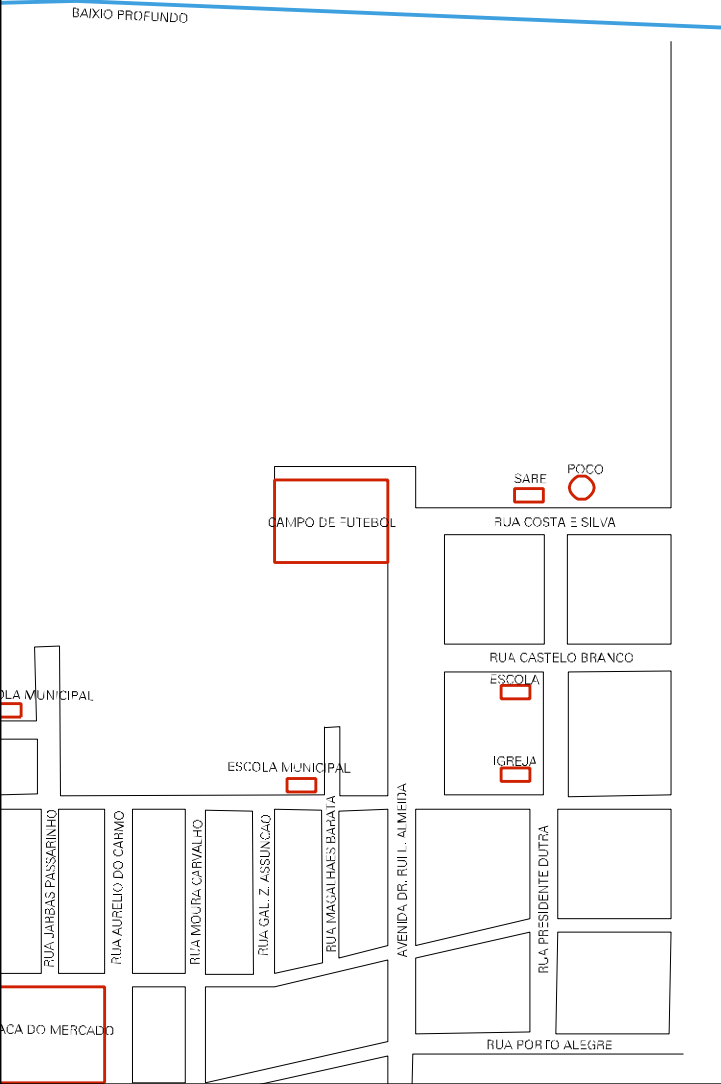 BAIXIO PROFUNDO
POCO
SARE
CAMPO DE FUTEBOL
RUA COSTA E SILVA
RUA CASTELO BRANCO
ESCOLA
OLA MUNICIPAL
IGREJA
ESCOLA MUNICIPAL
RUA JARBAS PASSARINHO
RUA AURELIO DO CARMO
RUA MOURA CARVALHO
RUA GAL. Z. ASSUNCAO
RUA MAGALHAES BARATA
AVENIDA DR. RUI L. ALMEIDA
RUA PRESIDENTE DUTRA
ACA DO MERCADO
RUA PORTO ALEGRE